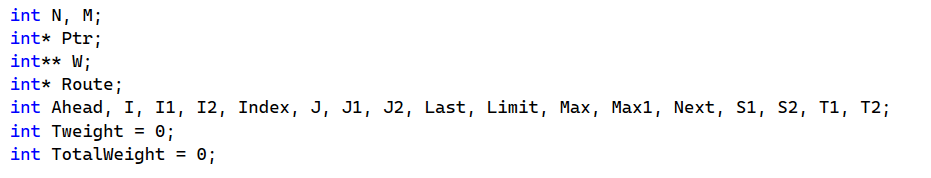 int N, M;
int* Ptr;
int** W;
int* Route;
int Ahead, I, I1, I2, Index, J, J1, J2, Last, Limit, Max, Max1, Next, S1, S2, T1, T2;
int Tweight = 0;
int TotalWeight = 0;